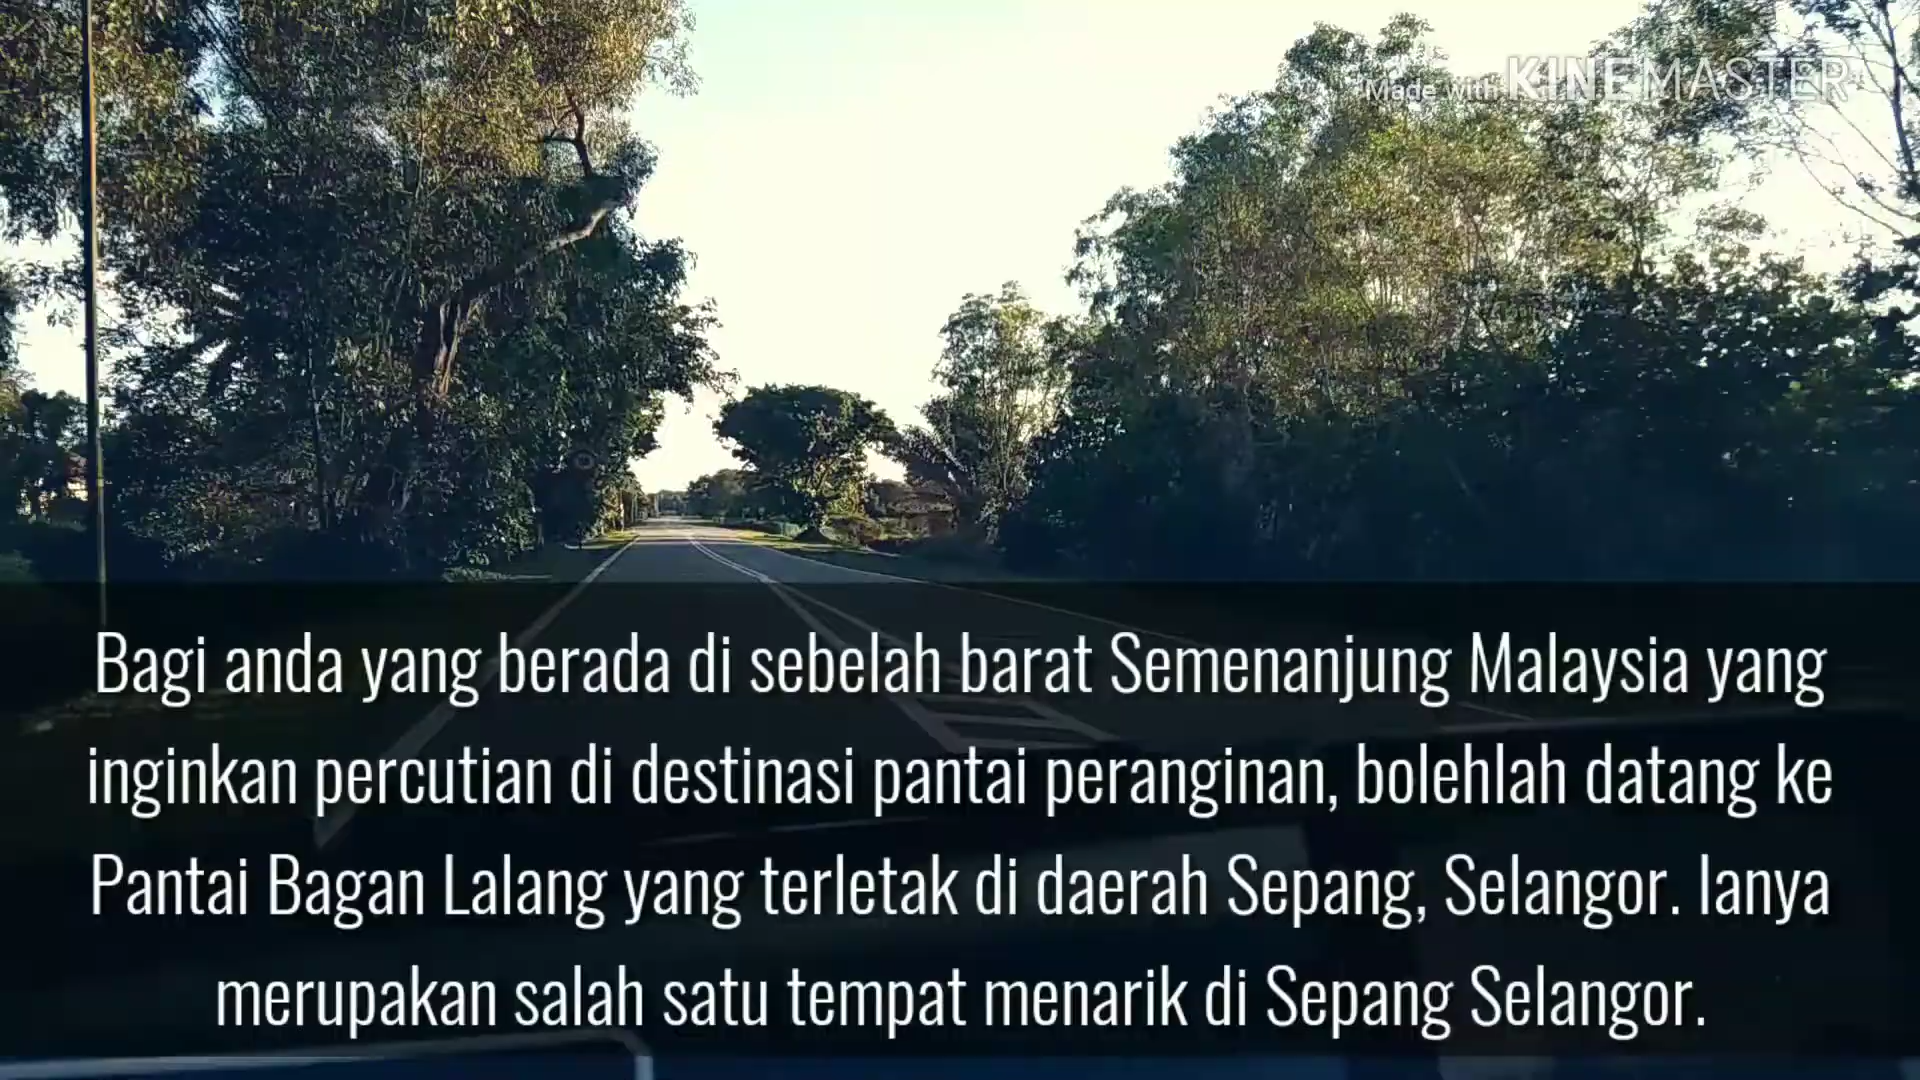 Made with KINEMASTER
Bagi anda yang berada di sebelah barat Semenanjung Malaysia yang
inginkan percutian di destinasi pantai peranginan, bolehlah datang ke
Pantai Bagan Lalang yang terletak di daerah Sepang, Selangor. Ianya
merupakan salah satu tempat menarik di Sepang Selangor.